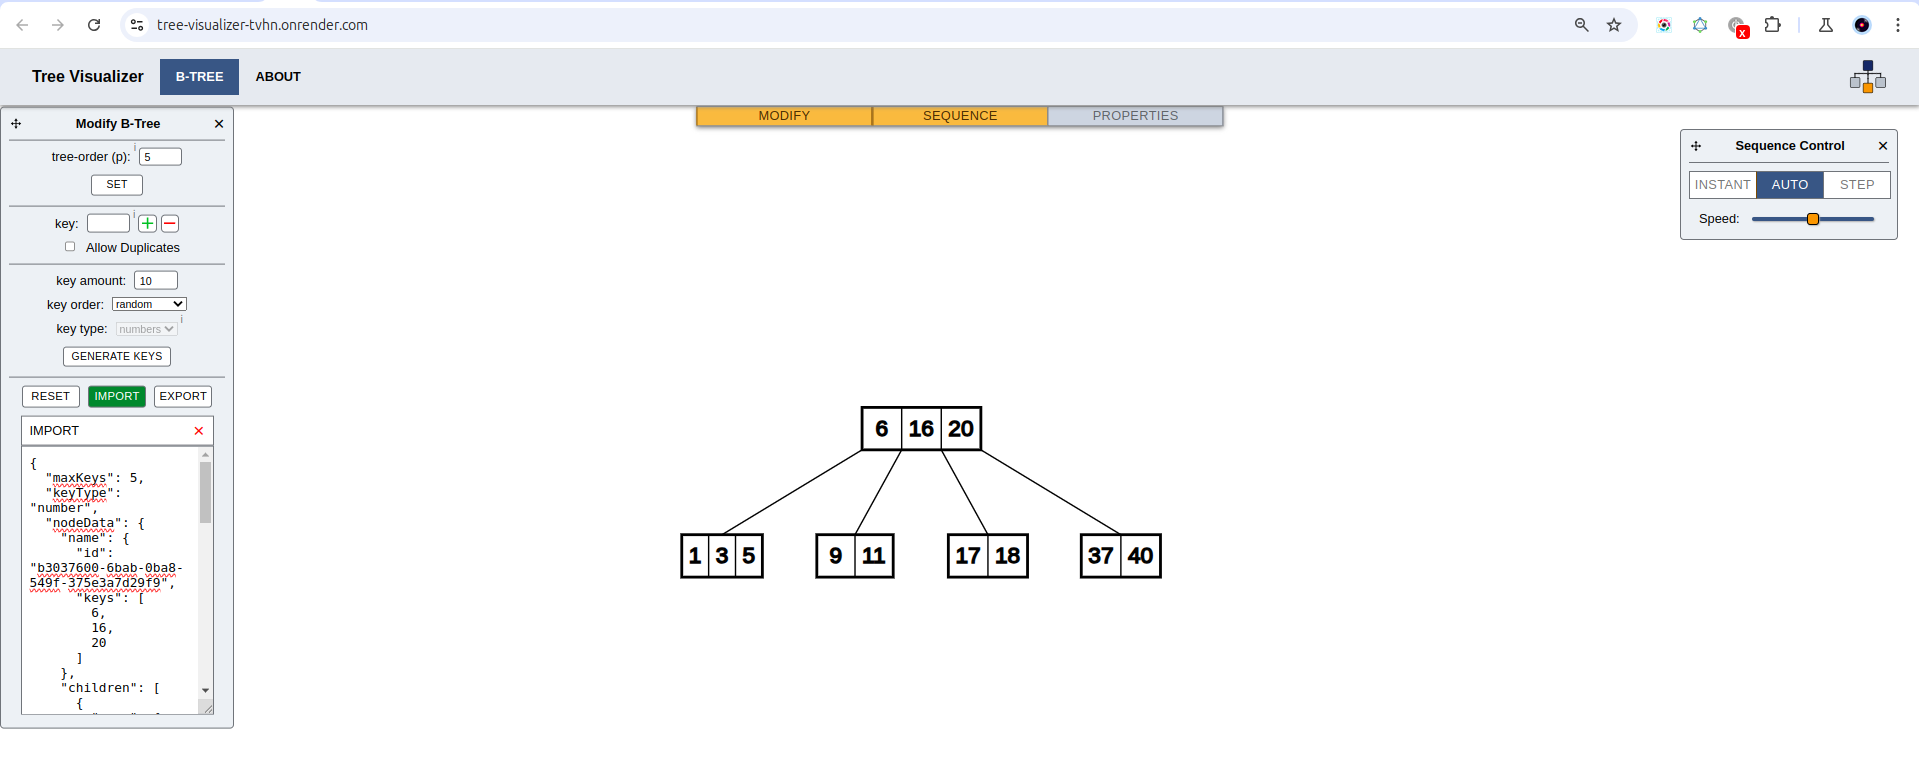 tree-visualizer-tvhn.onrender.com
X
Tree Visualizer
B-TREE
ABOUT
MODIFY
SEQUENCE
PROPERTIES
Modify B-Tree
tree-order (p):
i
5
SET
key:
i
Allow Duplicates
key amount:
10
key order:
random
key type:
numbers
i
GENERATE KEYS
RESET
IMPORT
EXPORT
IMPORT
{
"maxKeys": 5,
"keyType":
"number",
"nodeData": {
"name": {
"id":
"b3037600-6bab-0ba8-
549f-375e3a7d29f9",
"keys": [
6,
16,
20
]
},
"children": [
{
6 16 20
1 3 5
9 11
17 18
37 40
Sequence Control
INSTANT
AUTO
STEP
Speed: